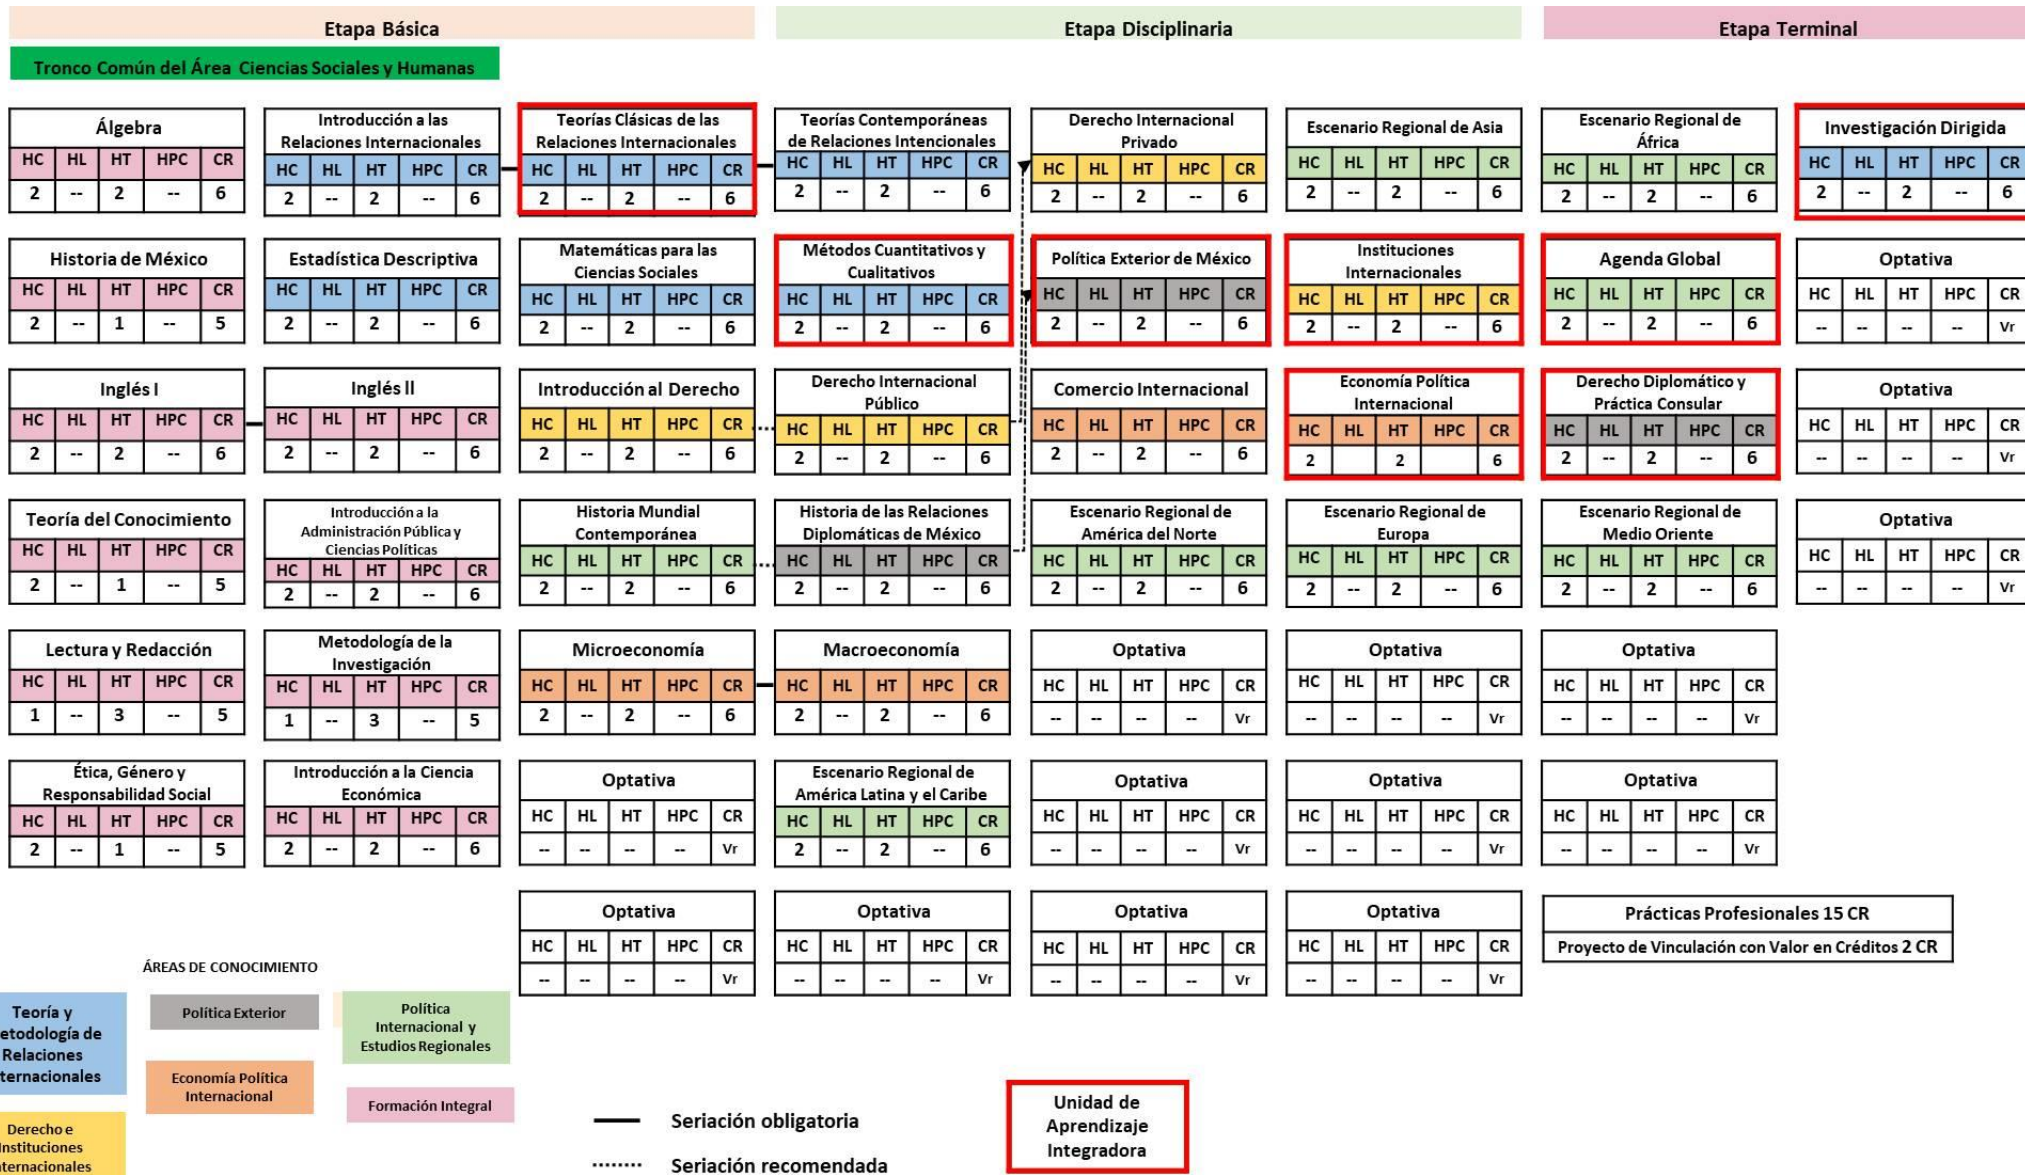 Etapa Básica
Etapa Disciplinaria
Etapa Terminal
Tronco Común del Área Ciencias Sociales y Humanas
Álgebra
HC HL HT HPC CR
2 -- 2 -- 6
Introducción a las
Relaciones Internacionales
HC HL HT HPC CR
2 -- 2 -- 6
Teorías Clásicas de las
Relaciones Internacionales
HC HL HT HPC CR
2 -- 2 -- 6
Teorías Contemporáneas
de Relaciones Intencionales
HC HL HT HPC CR
2 -- 2 -- 6
Derecho Internacional
Privado
HC HL HT HPC CR
2 -- 2 -- 6
Escenario Regional de Asia
HC HL HT HPC CR
2 -- 2 -- 6
Escenario Regional de
África
HC HL HT HPC CR
2 -- 2 -- 6
Investigación Dirigida
HC HL HT HPC CR
2 -- 2 -- 6
Historia de México
HC HL HT HPC CR
2 -- 1 -- 5
Estadística Descriptiva
HC HL HT HPC CR
2 -- 2 -- 6
Matemáticas para las
Ciencias Sociales
HC HL HT HPC CR
2 -- 2 -- 6
Métodos Cuantitativos y
Cualitativos
HC HL HT HPC CR
2 -- 2 -- 6
Política Exterior de México
HC HL HT HPC CR
2 -- 2 -- 6
Instituciones
Internacionales
HC HL HT HPC CR
2 -- 2 -- 6
Agenda Global
HC HL HT HPC CR
2 -- 2 -- 6
Optativa
HC HL HT HPC CR
-- -- -- -- Vr
Inglés I
HC HL HT HPC CR
2 -- 2 -- 6
Inglés II
HC HL HT HPC CR
2 -- 2 -- 6
Introducción al Derecho
HC HL HT HPC CR
2 -- 2 -- 6
Derecho Internacional
Público
HC HL HT HPC CR
2 -- 2 -- 6
Comercio Internacional
HC HL HT HPC CR
2 -- 2 -- 6
Economía Política
Internacional
HC HL HT HPC CR
2 2 6
Derecho Diplomático y
Práctica Consular
HC HL HT HPC CR
2 -- 2 -- 6
Optativa
HC HL HT HPC CR
-- -- -- -- Vr
Teoría del Conocimiento
HC HL HT HPC CR
2 -- 1 -- 5
Introducción a la
Administración Pública y
Ciencias Políticas
HC HL HT HPC CR
2 -- 2 -- 6
Historia Mundial
Contemporánea
HC HL HT HPC CR
2 -- 2 -- 6
Historia de las Relaciones
Diplomáticas de México
HC HL HT HPC CR
2 -- 2 -- 6
Escenario Regional de
América del Norte
HC HL HT HPC CR
2 -- 2 -- 6
Escenario Regional de
Europa
HC HL HT HPC CR
2 -- 2 -- 6
Escenario Regional de
Medio Oriente
HC HL HT HPC CR
2 -- 2 -- 6
Optativa
HC HL HT HPC CR
-- -- -- -- Vr
Lectura y Redacción
HC HL HT HPC CR
1 -- 3 -- 5
Metodología de la
Investigación
HC HL HT HPC CR
1 -- 3 -- 5
Microeconomía
HC HL HT HPC CR
2 -- 2 -- 6
Macroeconomía
HC HL HT HPC CR
2 -- 2 -- 6
Optativa
HC HL HT HPC CR
-- -- -- -- Vr
Optativa
HC HL HT HPC CR
-- -- -- -- Vr
Optativa
HC HL HT HPC CR
-- -- -- -- Vr
Ética, Género y
Responsabilidad Social
HC HL HT HPC CR
2 -- 1 -- 5
Introducción a la Ciencia
Económica
HC HL HT HPC CR
2 -- 2 -- 6
Optativa
HC HL HT HPC CR
-- -- -- -- Vr
Escenario Regional de
América Latina y el Caribe
HC HL HT HPC CR
2 -- 2 -- 6
Optativa
HC HL HT HPC CR
-- -- -- -- Vr
Optativa
HC HL HT HPC CR
-- -- -- -- Vr
Optativa
HC HL HT HPC CR
-- -- -- -- Vr
Optativa
HC HL HT HPC CR
-- -- -- -- Vr
Optativa
HC HL HT HPC CR
-- -- -- -- Vr
Optativa
HC HL HT HPC CR
-- -- -- -- Vr
Optativa
HC HL HT HPC CR
-- -- -- -- Vr
Prácticas Profesionales 15 CR
Proyecto de Vinculación con Valor en Créditos 2 CR
ÁREAS DE CONOCIMIENTO
Teoría y
etodología de
Relaciones
ternacionales
Política Exterior
Política
Internacional y
Estudios Regionales
Economía Política
Internacional
Formación Integral
Derecho e
nstituciones
nternacionales
Seriación obligatoria
Seriación recomendada
Unidad de
Aprendizaje
Integradora